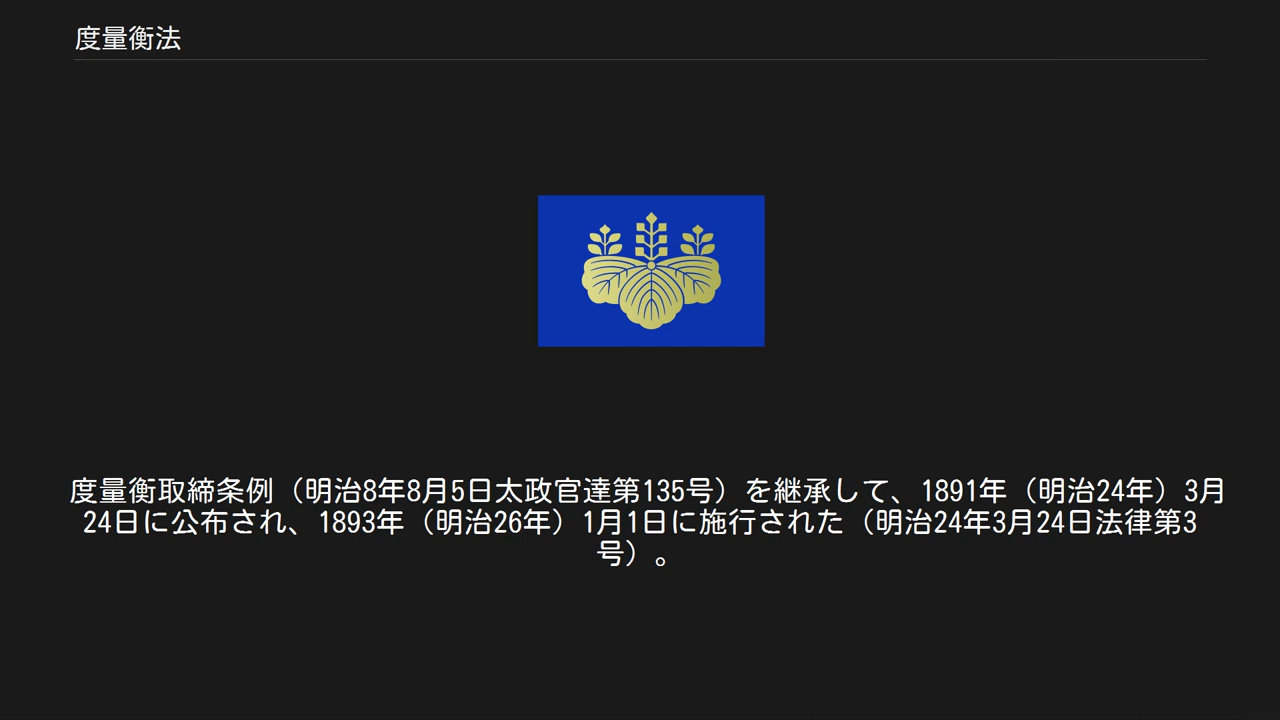 度量衡法
度量衡取締条例（明治8年8月5日太政官達第135号）を継承して、1891年（明治24年）3月
24日に公布され、1893年（明治26年）1月1日に施行された（明治24年3月24日法律第3
号）。